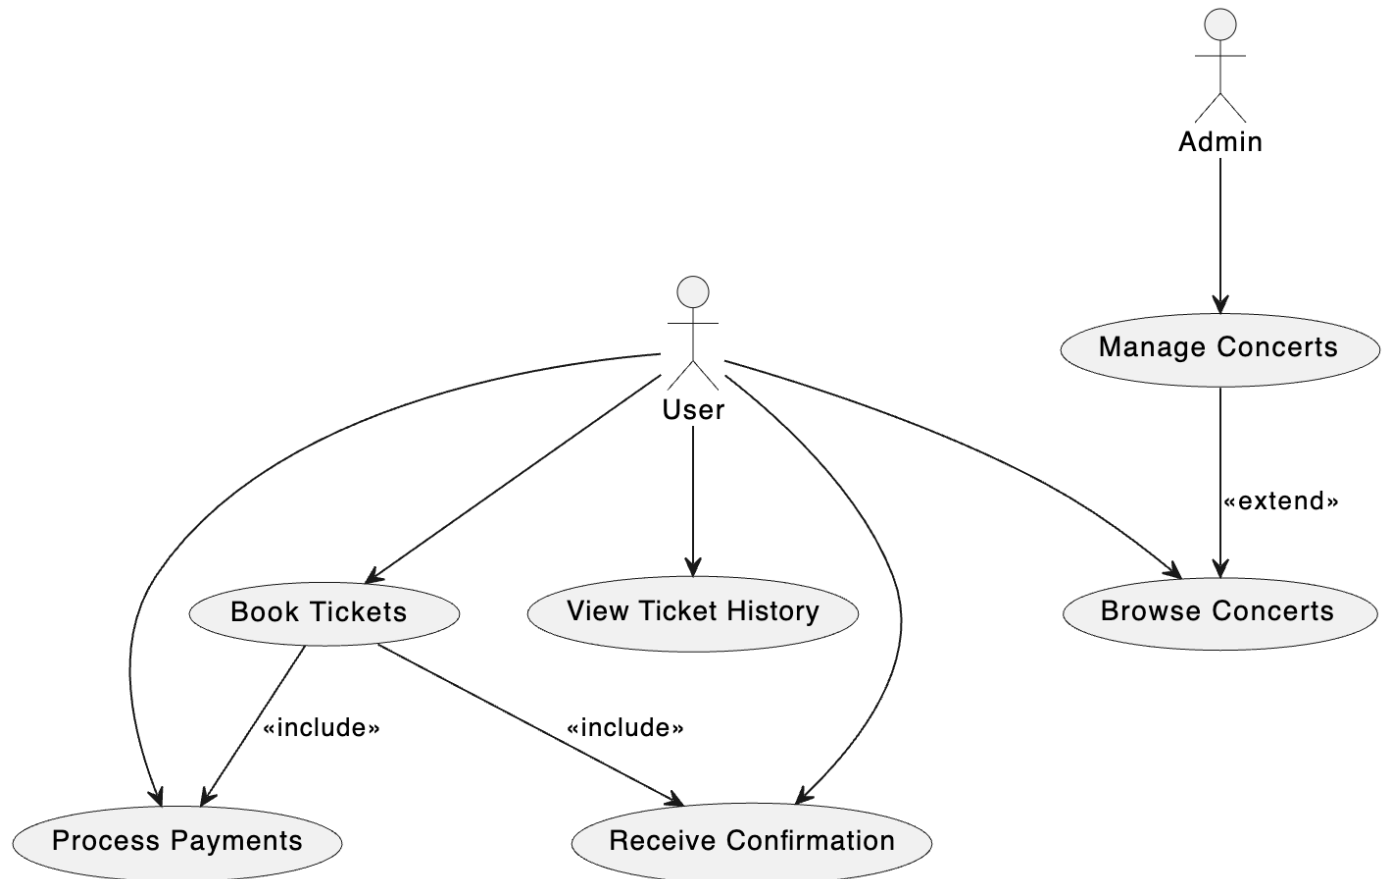 Admin
Manage Concerts
User
«extend»
Book Tickets
View Ticket History
Browse Concerts
«include»
«include»
Process Payments
Receive Confirmation